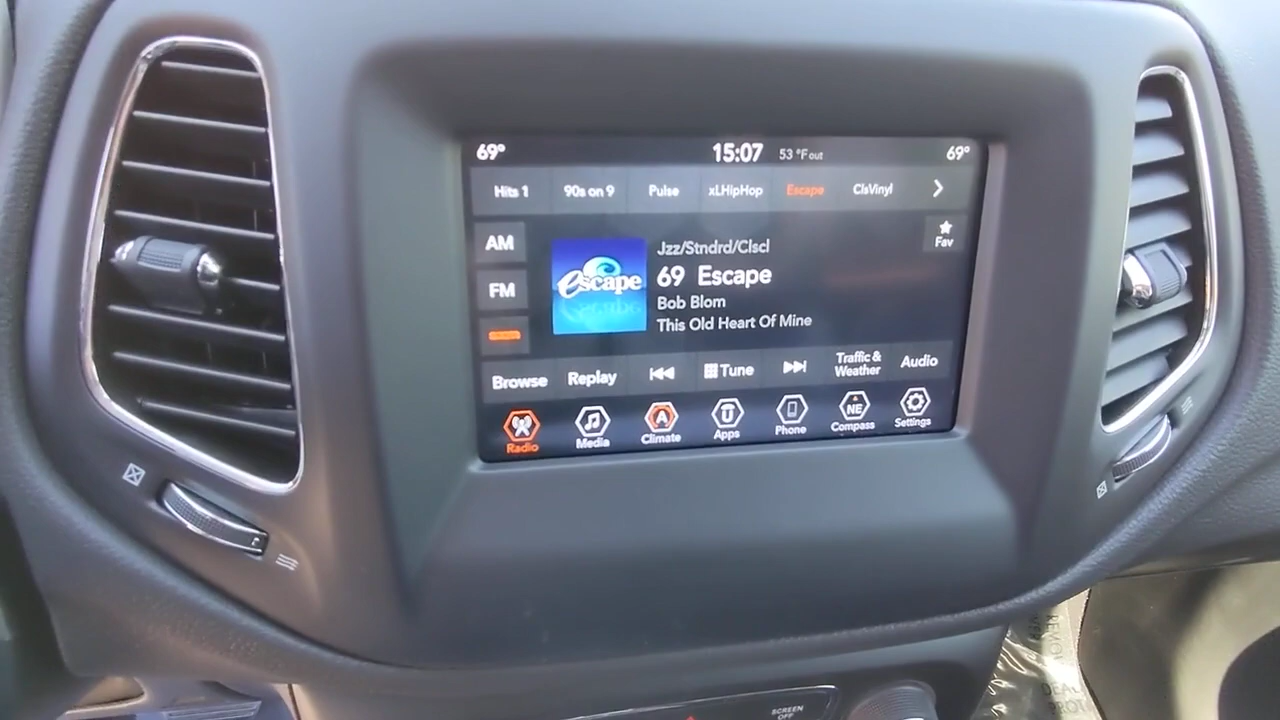 69° 15:07 53 °F out 69°
Hits 1 90s on 9 Pulse xLHipHop Escape ClsVinyl
AM
FM
escape
Jzz/Stndrd/Clscl
69 Escape
Bob Blom
This Old Heart Of Mine
Fav
Browse Replay Tune Traffic & Weather Audio
Radio Media Climate Apps Phone NE Compass Settings
SCREEN
OFF